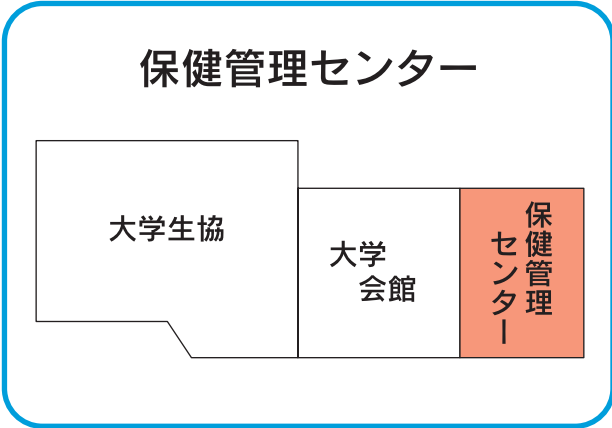 保健管理センター
大学生協
大学
会館
保健管理
センター